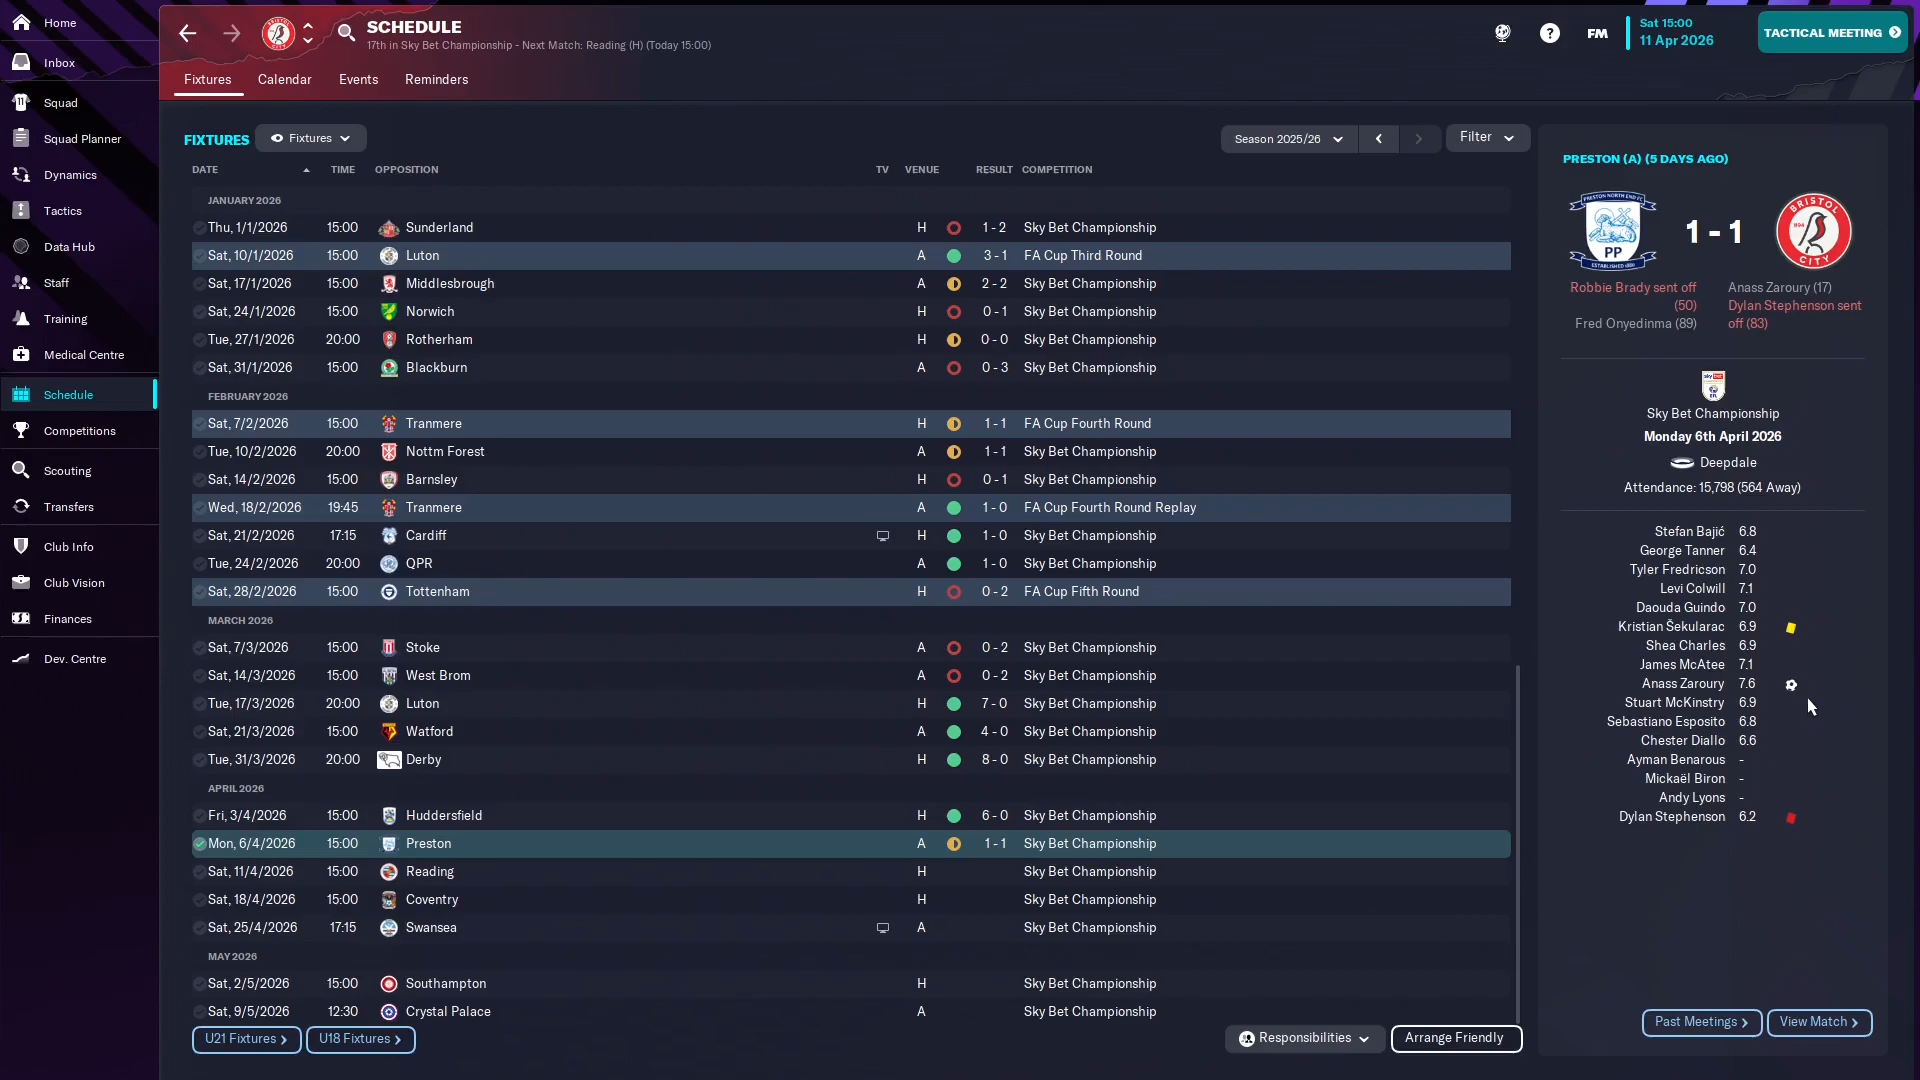 Home
Inbox
Squad
Squad Planner
Dynamics
Tactics
Data Hub
Staff
Training
Medical Centre
Schedule
Competitions
Scouting
Transfers
Club Info
Club Vision
Finances
Dev. Centre
SCHEDULE
17th in Sky Bet Championship - Next Match: Reading (H) (Today 15:00)
FM
Sat 15:00
11 Apr 2026
TACTICAL MEETING
Fixtures Calendar Events Reminders
FIXTURES Fixtures Season 2025/26 Filter
DATE TIME OPPOSITION TV VENUE RESULT COMPETITION
JANUARY 2026
Thu, 1/1/2026 15:00 Sunderland H 1 - 2 Sky Bet Championship
Sat, 10/1/2026 15:00 Luton A 3 - 1 FA Cup Third Round
Sat, 17/1/2026 15:00 Middlesbrough A 2 - 2 Sky Bet Championship
Sat, 24/1/2026 15:00 Norwich H 0 - 1 Sky Bet Championship
Tue, 27/1/2026 20:00 Rotherham H 0 - 0 Sky Bet Championship
Sat, 31/1/2026 15:00 Blackburn A 0 - 3 Sky Bet Championship
FEBRUARY 2026
Sat, 7/2/2026 15:00 Tranmere H 1 - 1 FA Cup Fourth Round
Tue, 10/2/2026 20:00 Nottm Forest A 1 - 1 Sky Bet Championship
Sat, 14/2/2026 15:00 Barnsley H 0 - 1 Sky Bet Championship
Wed, 18/2/2026 19:45 Tranmere A 1 - 0 FA Cup Fourth Round Replay
Sat, 21/2/2026 17:15 Cardiff H 1 - 0 Sky Bet Championship
Tue, 24/2/2026 20:00 QPR A 1 - 0 Sky Bet Championship
Sat, 28/2/2026 15:00 Tottenham H 0 - 2 FA Cup Fifth Round
MARCH 2026
Sat, 7/3/2026 15:00 Stoke A 0 - 2 Sky Bet Championship
Sat, 14/3/2026 15:00 West Brom A 0 - 2 Sky Bet Championship
Tue, 17/3/2026 20:00 Luton H 7 - 0 Sky Bet Championship
Sat, 21/3/2026 15:00 Watford A 4 - 0 Sky Bet Championship
Tue, 31/3/2026 20:00 Derby H 8 - 0 Sky Bet Championship
APRIL 2026
Fri, 3/4/2026 15:00 Huddersfield H 6 - 0 Sky Bet Championship
Mon, 6/4/2026 15:00 Preston A 1 - 1 Sky Bet Championship
Sat, 11/4/2026 15:00 Reading H Sky Bet Championship
Sat, 18/4/2026 15:00 Coventry H Sky Bet Championship
Sat, 25/4/2026 17:15 Swansea A Sky Bet Championship
MAY 2026
Sat, 2/5/2026 15:00 Southampton H Sky Bet Championship
Sat, 9/5/2026 12:30 Crystal Palace A Sky Bet Championship
U21 Fixtures U18 Fixtures Responsibilities Arrange Friendly
PRESTON (A) (5 DAYS AGO)
PRESTON NORTH END FC
PP
ESTABLISHED 1880
1 - 1
BRISTOL
1894
CITY
Robbie Brady sent off
(50)
Fred Onyedinma (89)
Anass Zaroury (17)
Dylan Stephenson sent
off (83)
sky bet
EFL
Sky Bet Championship
Monday 6th April 2026
Deepdale
Attendance: 15,798 (564 Away)
Stefan Bajić 6.8
George Tanner 6.4
Tyler Fredricson 7.0
Levi Colwill 7.1
Daouda Guindo 7.0
Kristian Šekularac 6.9
Shea Charles 6.9
James McAtee 7.1
Anass Zaroury 7.6
Stuart McKinstry 6.9
Sebastiano Esposito 6.8
Chester Diallo 6.6
Ayman Benarous -
Mickaël Biron -
Andy Lyons -
Dylan Stephenson 6.2
Past Meetings View Match